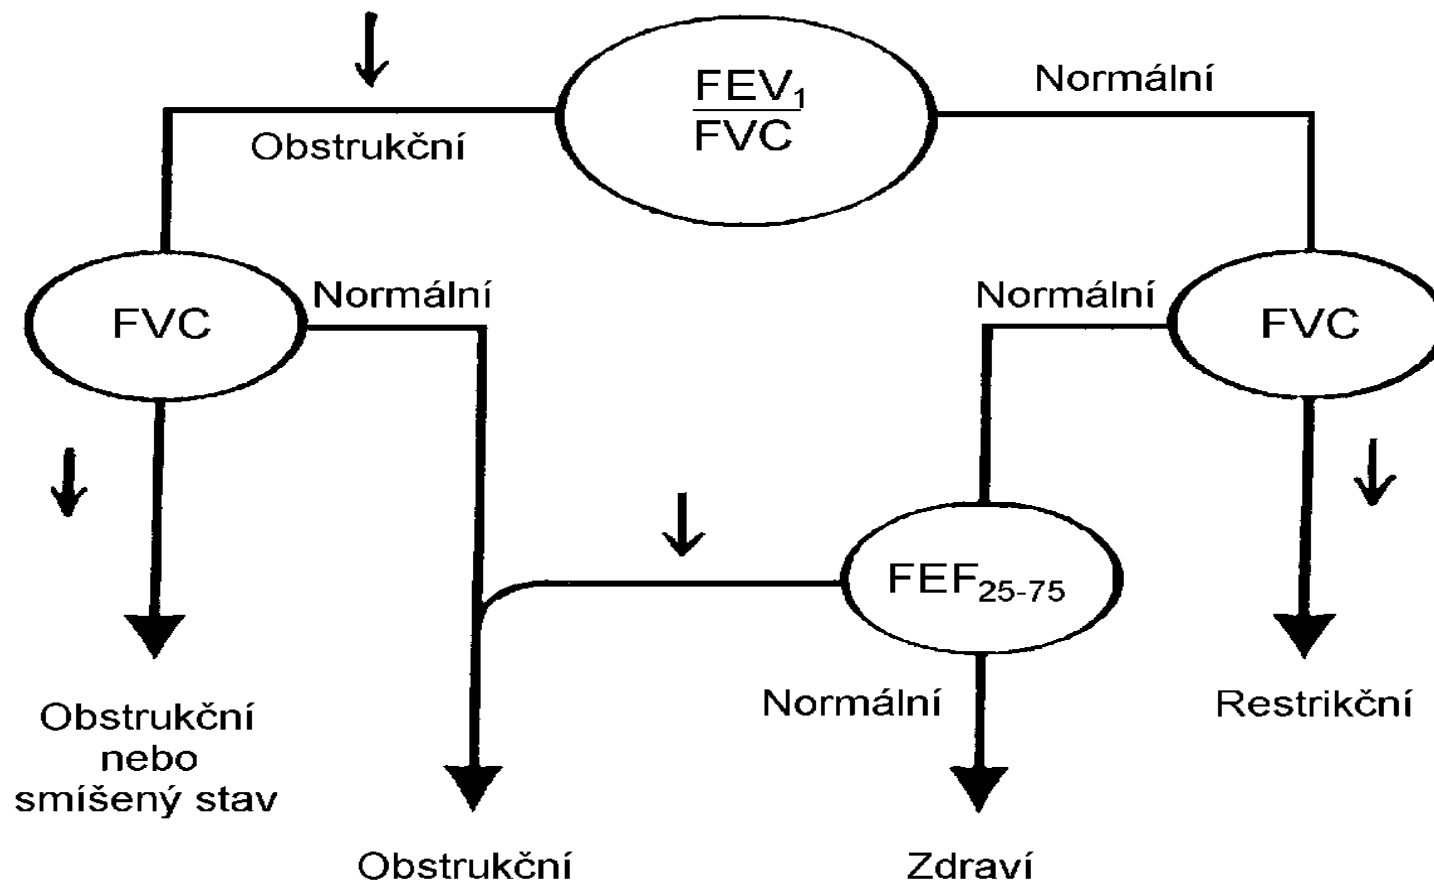 FEV₁
FVC
Normální
Obstrukční
FVC
Normální
Normální
FVC
FEF₂₅₋₇₅
Normální
Restrikční
Obstrukční
nebo
smíšený stav
Obstrukční
Zdraví